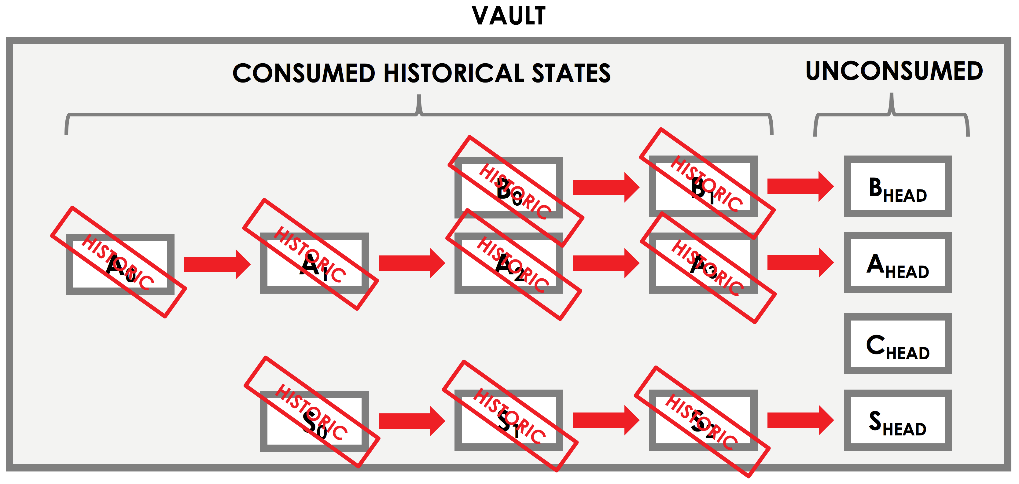 VAULT
CONSUMED HISTORICAL STATES
UNCONSUMED
B0 HISTORIC
B1 HISTORIC
BHEAD
A0 HISTORIC
A1 HISTORIC
A2 HISTORIC
A3 HISTORIC
AHEAD
CHEAD
S0 HISTORIC
S1 HISTORIC
S2 HISTORIC
SHEAD